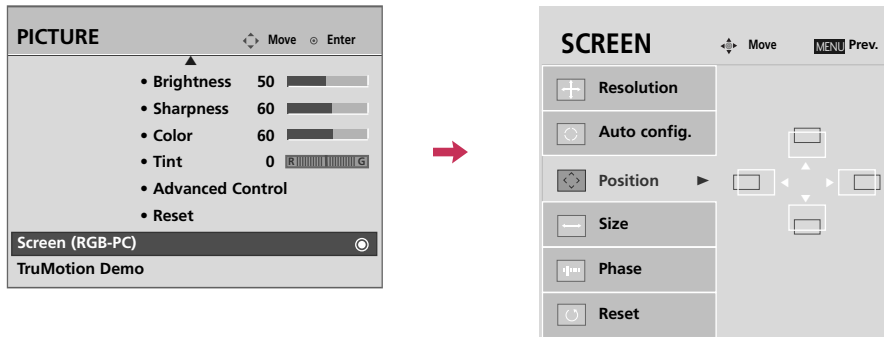 PICTURE
Move
Enter
• Brightness 50
• Sharpness 60
• Color 60
• Tint 0 R G
• Advanced Control
• Reset
Screen (RGB-PC)
TruMotion Demo
SCREEN
Move
MENU Prev.
Resolution
Auto config.
Position
Size
Phase
Reset